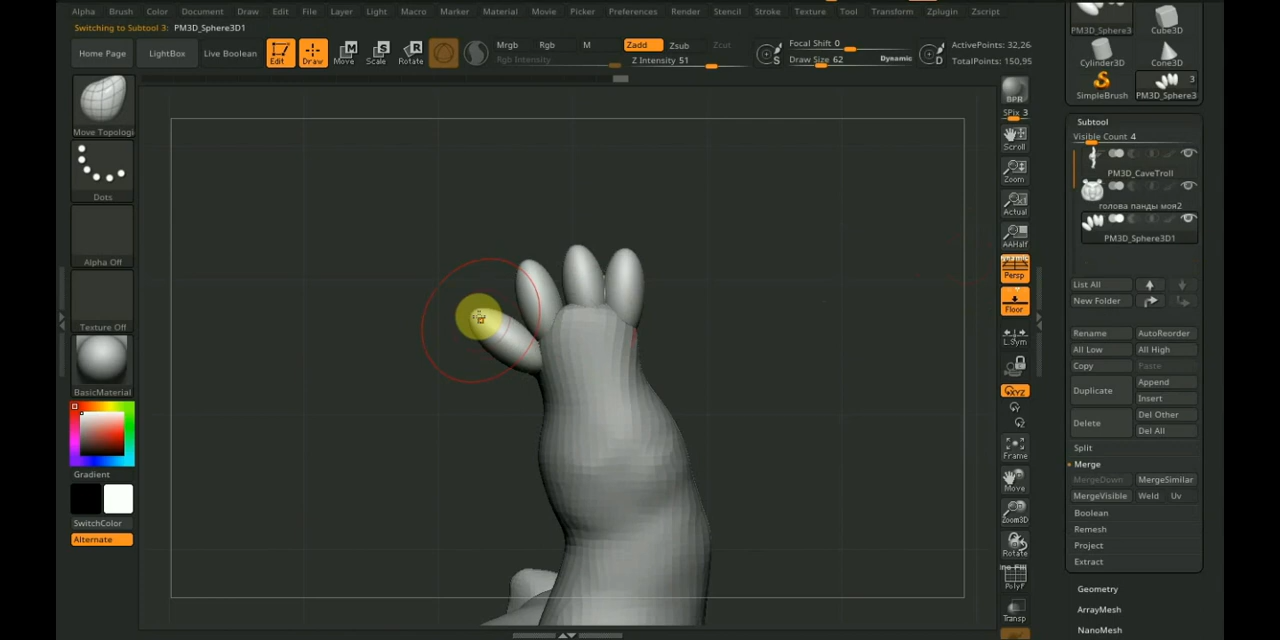 Alpha Brush Color Document Draw Edit File Layer Light Macro Marker Material Movie Picker Preferences Render Stencil Stroke Texture Tool Transform Zplugin Zscript
Switching to Subtool 3: PM3D_Sphere3D1
Home Page
LightBox
Live Boolean
Edit
Draw
Move
Scale
Rotate
Mrgb Rgb M
Rgb Intensity
Zadd Zsub Zcut
Z Intensity 51
S
Focal Shift 0
Draw Size 62 Dynamic
D
ActivePoints: 32,26
TotalPoints: 150,95
Move Topologi
Dots
Alpha Off
Texture Off
BasicMaterial
Gradient
SwitchColor
Alternate
BPR
SPix 3
Scroll
Zoom
Actual
AAHalf
Persp
Floor
L.Sym
XYZ
Frame
Move
Zoom3D
Rotate
PolyF
Transp
PM3D_Sphere3
Cube3D
Cylinder3D
Cone3D
3
SimpleBrush
PM3D_Sphere3
Subtool
Visible Count 4
PM3D_CaveTroll
голова панды моя2
PM3D_Sphere3D1
List All
New Folder
Rename AutoReorder
All Low All High
Copy Paste
Duplicate Append
Insert
Delete Del Other
Del All
Split
Merge
MergeDown MergeSimilar
MergeVisible Weld Uv
Boolean
Remesh
Project
Extract
Geometry
ArrayMesh
NanoMesh